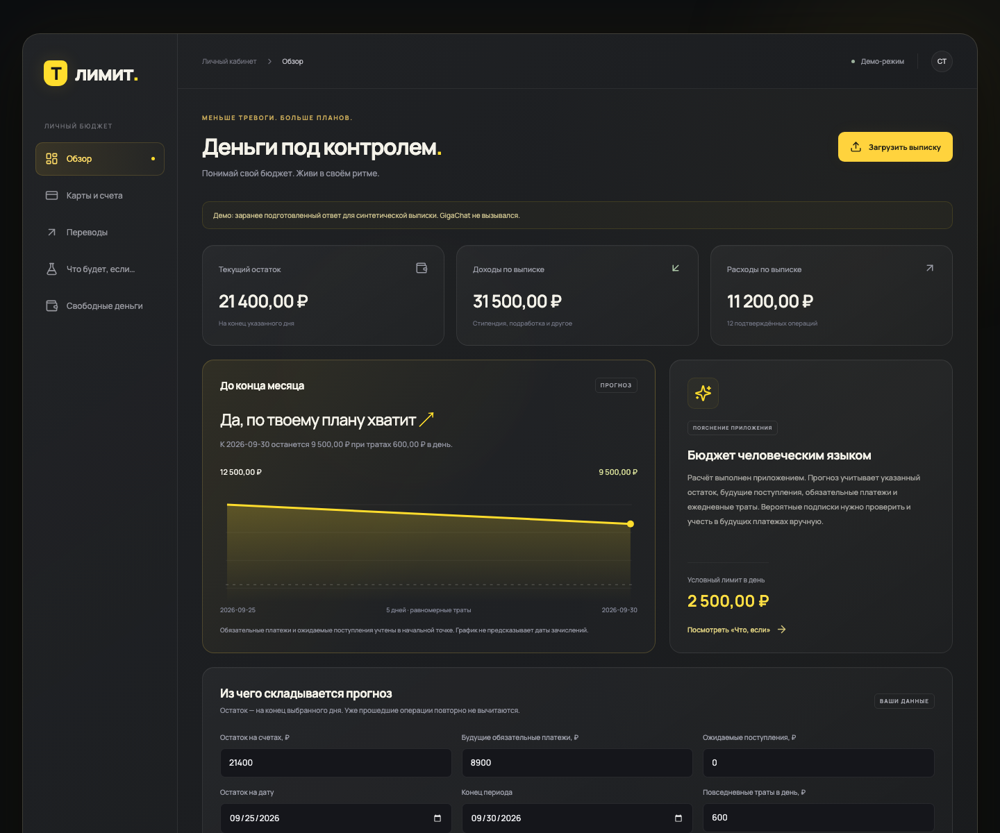 Т лимит.
Личный кабинет > Обзор
Демо-режим
СТ
ЛИЧНЫЙ БЮДЖЕТ
Обзор
Карты и счета
Переводы
Что будет, если...
Свободные деньги
МЕНЬШЕ ТРЕВОГИ. БОЛЬШЕ ПЛАНОВ.
Деньги под контролем.
Понимай свой бюджет. Живи в своём ритме.
Загрузить выписку
Демо: заранее подготовленный ответ для синтетической выписки. GigaChat не вызывался.
Текущий остаток
21 400,00 ₽
На конец указанного дня
Доходы по выписке
31 500,00 ₽
Стипендия, подработка и другое
Расходы по выписке
11 200,00 ₽
12 подтверждённых операций
До конца месяца
ПРОГНОЗ
Да, по твоему плану хватит
К 2026-09-30 останется 9 500,00 ₽ при тратах 600,00 ₽ в день.
12 500,00 ₽
9 500,00 ₽
2026-09-25
5 дней · равномерные траты
2026-09-30
Обязательные платежи и ожидаемые поступления учтены в начальной точке. График не предсказывает даты зачислений.
ПОЯСНЕНИЕ ПРИЛОЖЕНИЯ
Бюджет человеческим языком
Расчёт выполнен приложением. Прогноз учитывает указанный
остаток, будущие поступления, обязательные платежи и
ежедневные траты. Вероятные подписки нужно проверить и
учесть в будущих платежах вручную.
Условный лимит в день
2 500,00 ₽
Посмотреть «Что, если»
Из чего складывается прогноз
Остаток — на конец выбранного дня. Уже прошедшие операции повторно не вычитаются.
ВАШИ ДАННЫЕ
Остаток на счетах, ₽
Будущие обязательные платежи, ₽
Ожидаемые поступления, ₽
21400
8900
0
Остаток на дату
Конец периода
Повседневные траты в день, ₽
09/25/2026
09/30/2026
600